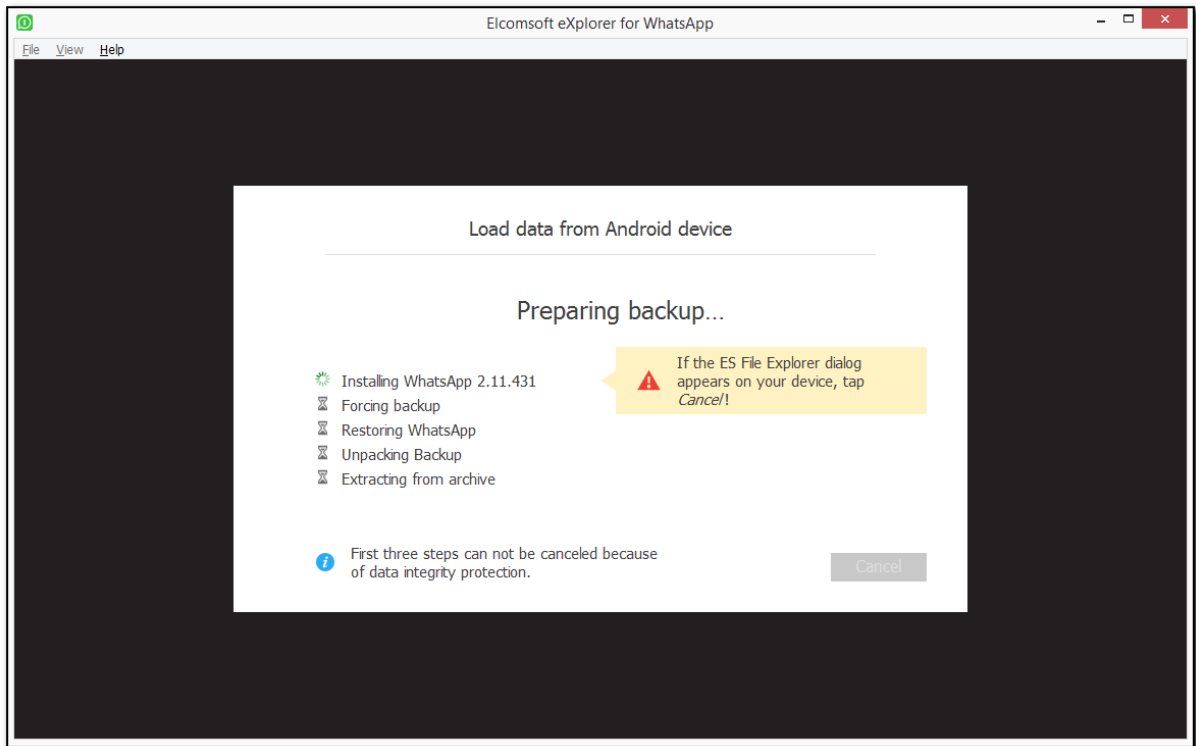 Elcomsoft eXplorer for WhatsApp
File View Help
Load data from Android device
Preparing backup...
Installing WhatsApp 2.11.431
If the ES File Explorer dialog
appears on your device, tap
Cancel!
Forcing backup
Restoring WhatsApp
Unpacking Backup
Extracting from archive
First three steps can not be canceled because
of data integrity protection.
Cancel